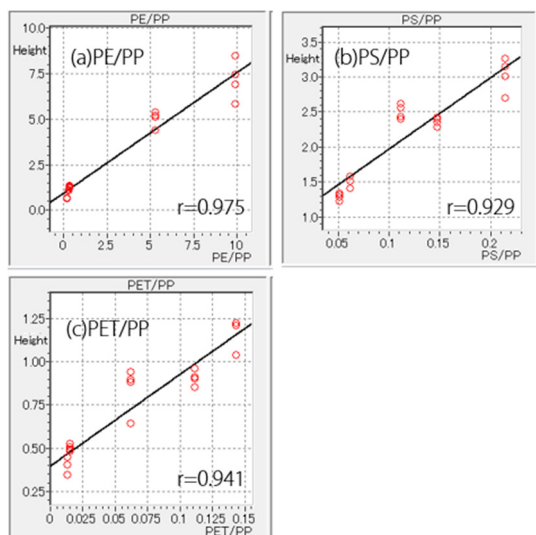 PE/PP
10.0
Height
(a)PE/PP
7.5
5.0
2.5
0.0
r=0.975
0
2.5
5
7.5
10
PE/PP
PS/PP
3.5
Height
(b)PS/PP
3.0
2.5
2.0
1.5
1.0
r=0.929
0.05
0.1
0.15
0.2
PS/PP
PET/PP
1.25
Height
(c)PET/PP
1.00
0.75
0.50
0.25
r=0.941
0
0.025
0.05
0.075
0.1
0.125
0.15
PET/PP